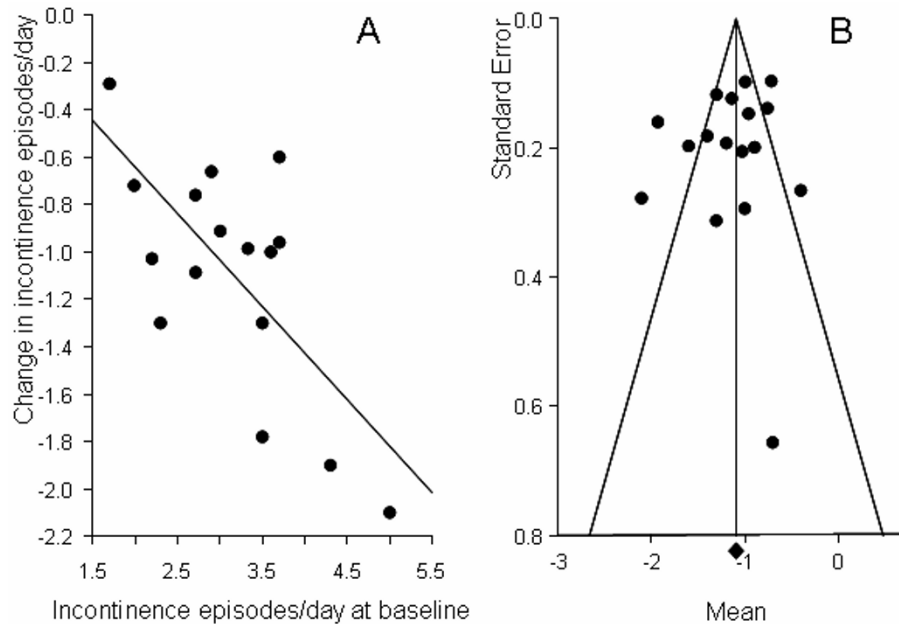 A
Change in incontinence episodes/day
0.0
-0.2
-0.4
-0.6
-0.8
-1.0
-1.2
-1.4
-1.6
-1.8
-2.0
-2.2
1.5 2.5 3.5 4.5 5.5
Incontinence episodes/day at baseline
B
Standard Error
0.0
0.2
0.4
0.6
0.8
-3 -2 -1 0
Mean